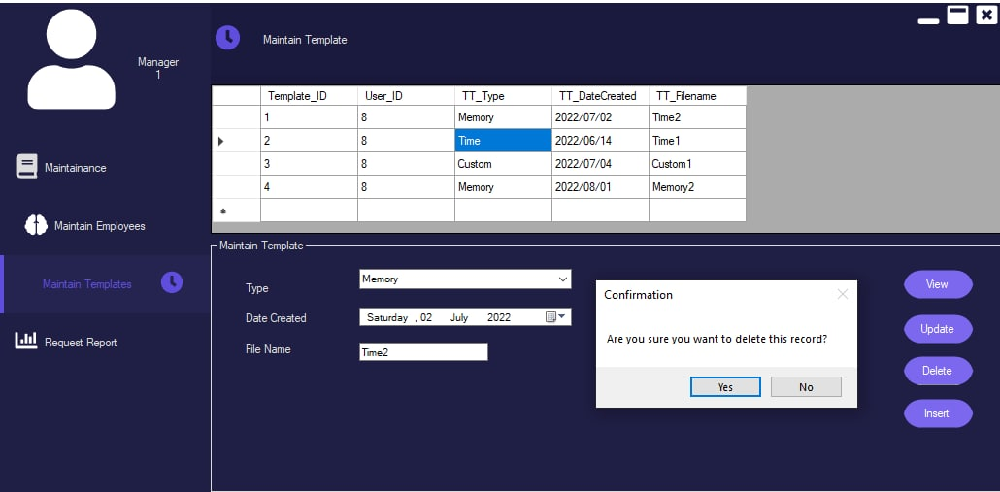 Manager
1
Maintainance
Maintain Employees
Maintain Templates
Request Report
Maintain Template
Template_ID User_ID TT_Type TT_DateCreated TT_Filename
1 8 Memory 2022/07/02 Time2
2 8 Time 2022/06/14 Time1
3 8 Custom 2022/07/04 Custom1
4 8 Memory 2022/08/01 Memory2
Maintain Template
Type Memory
Date Created Saturday , 02 July 2022
File Name Time2
Confirmation
Are you sure you want to delete this record?
Yes No
View
Update
Delete
Insert